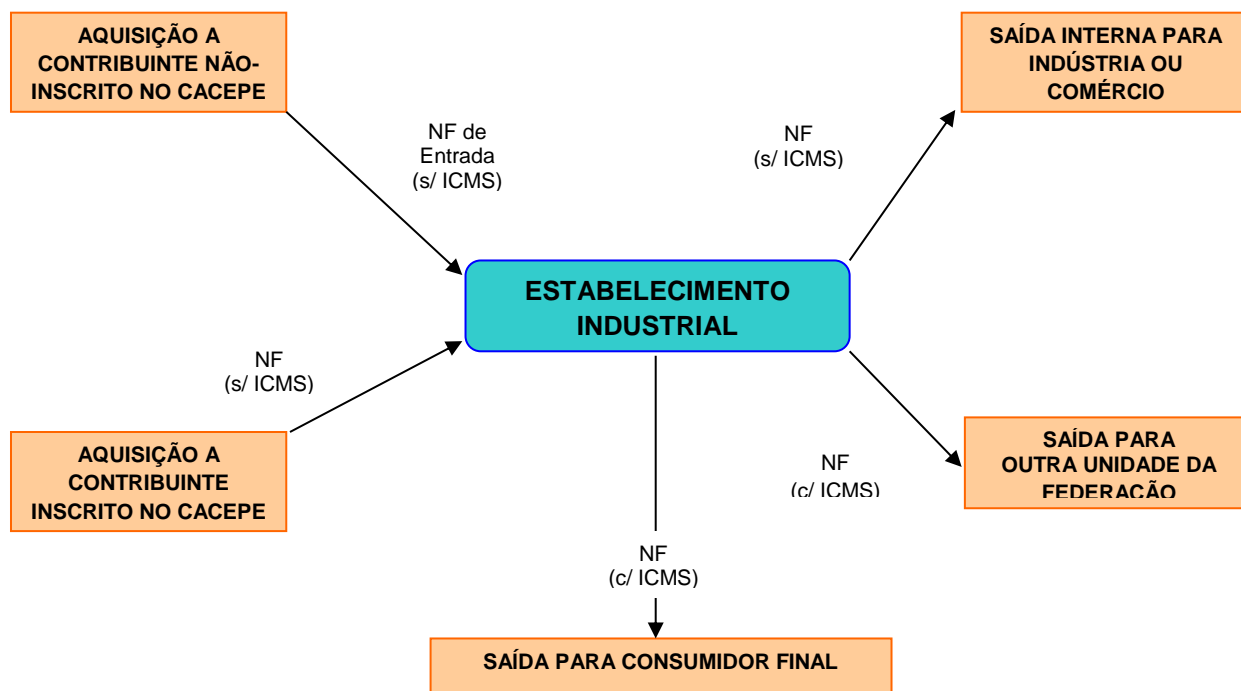 AQUISIÇÃO A
CONTRIBUINTE NÃO-
INSCRITO NO CACEPE
SAÍDA INTERNA PARA
INDÚSTRIA OU
COMÉRCIO
NF de
Entrada
(s/ ICMS)
NF
(s/ ICMS)
ESTABELECIMENTO
INDUSTRIAL
NF
(s/ ICMS)
AQUISIÇÃO A
CONTRIBUINTE
INSCRITO NO CACEPE
NF
(c/ ICMS)
SAÍDA PARA
OUTRA UNIDADE DA
FEDERAÇÃO
NF
(c/ ICMS)
SAÍDA PARA CONSUMIDOR FINAL